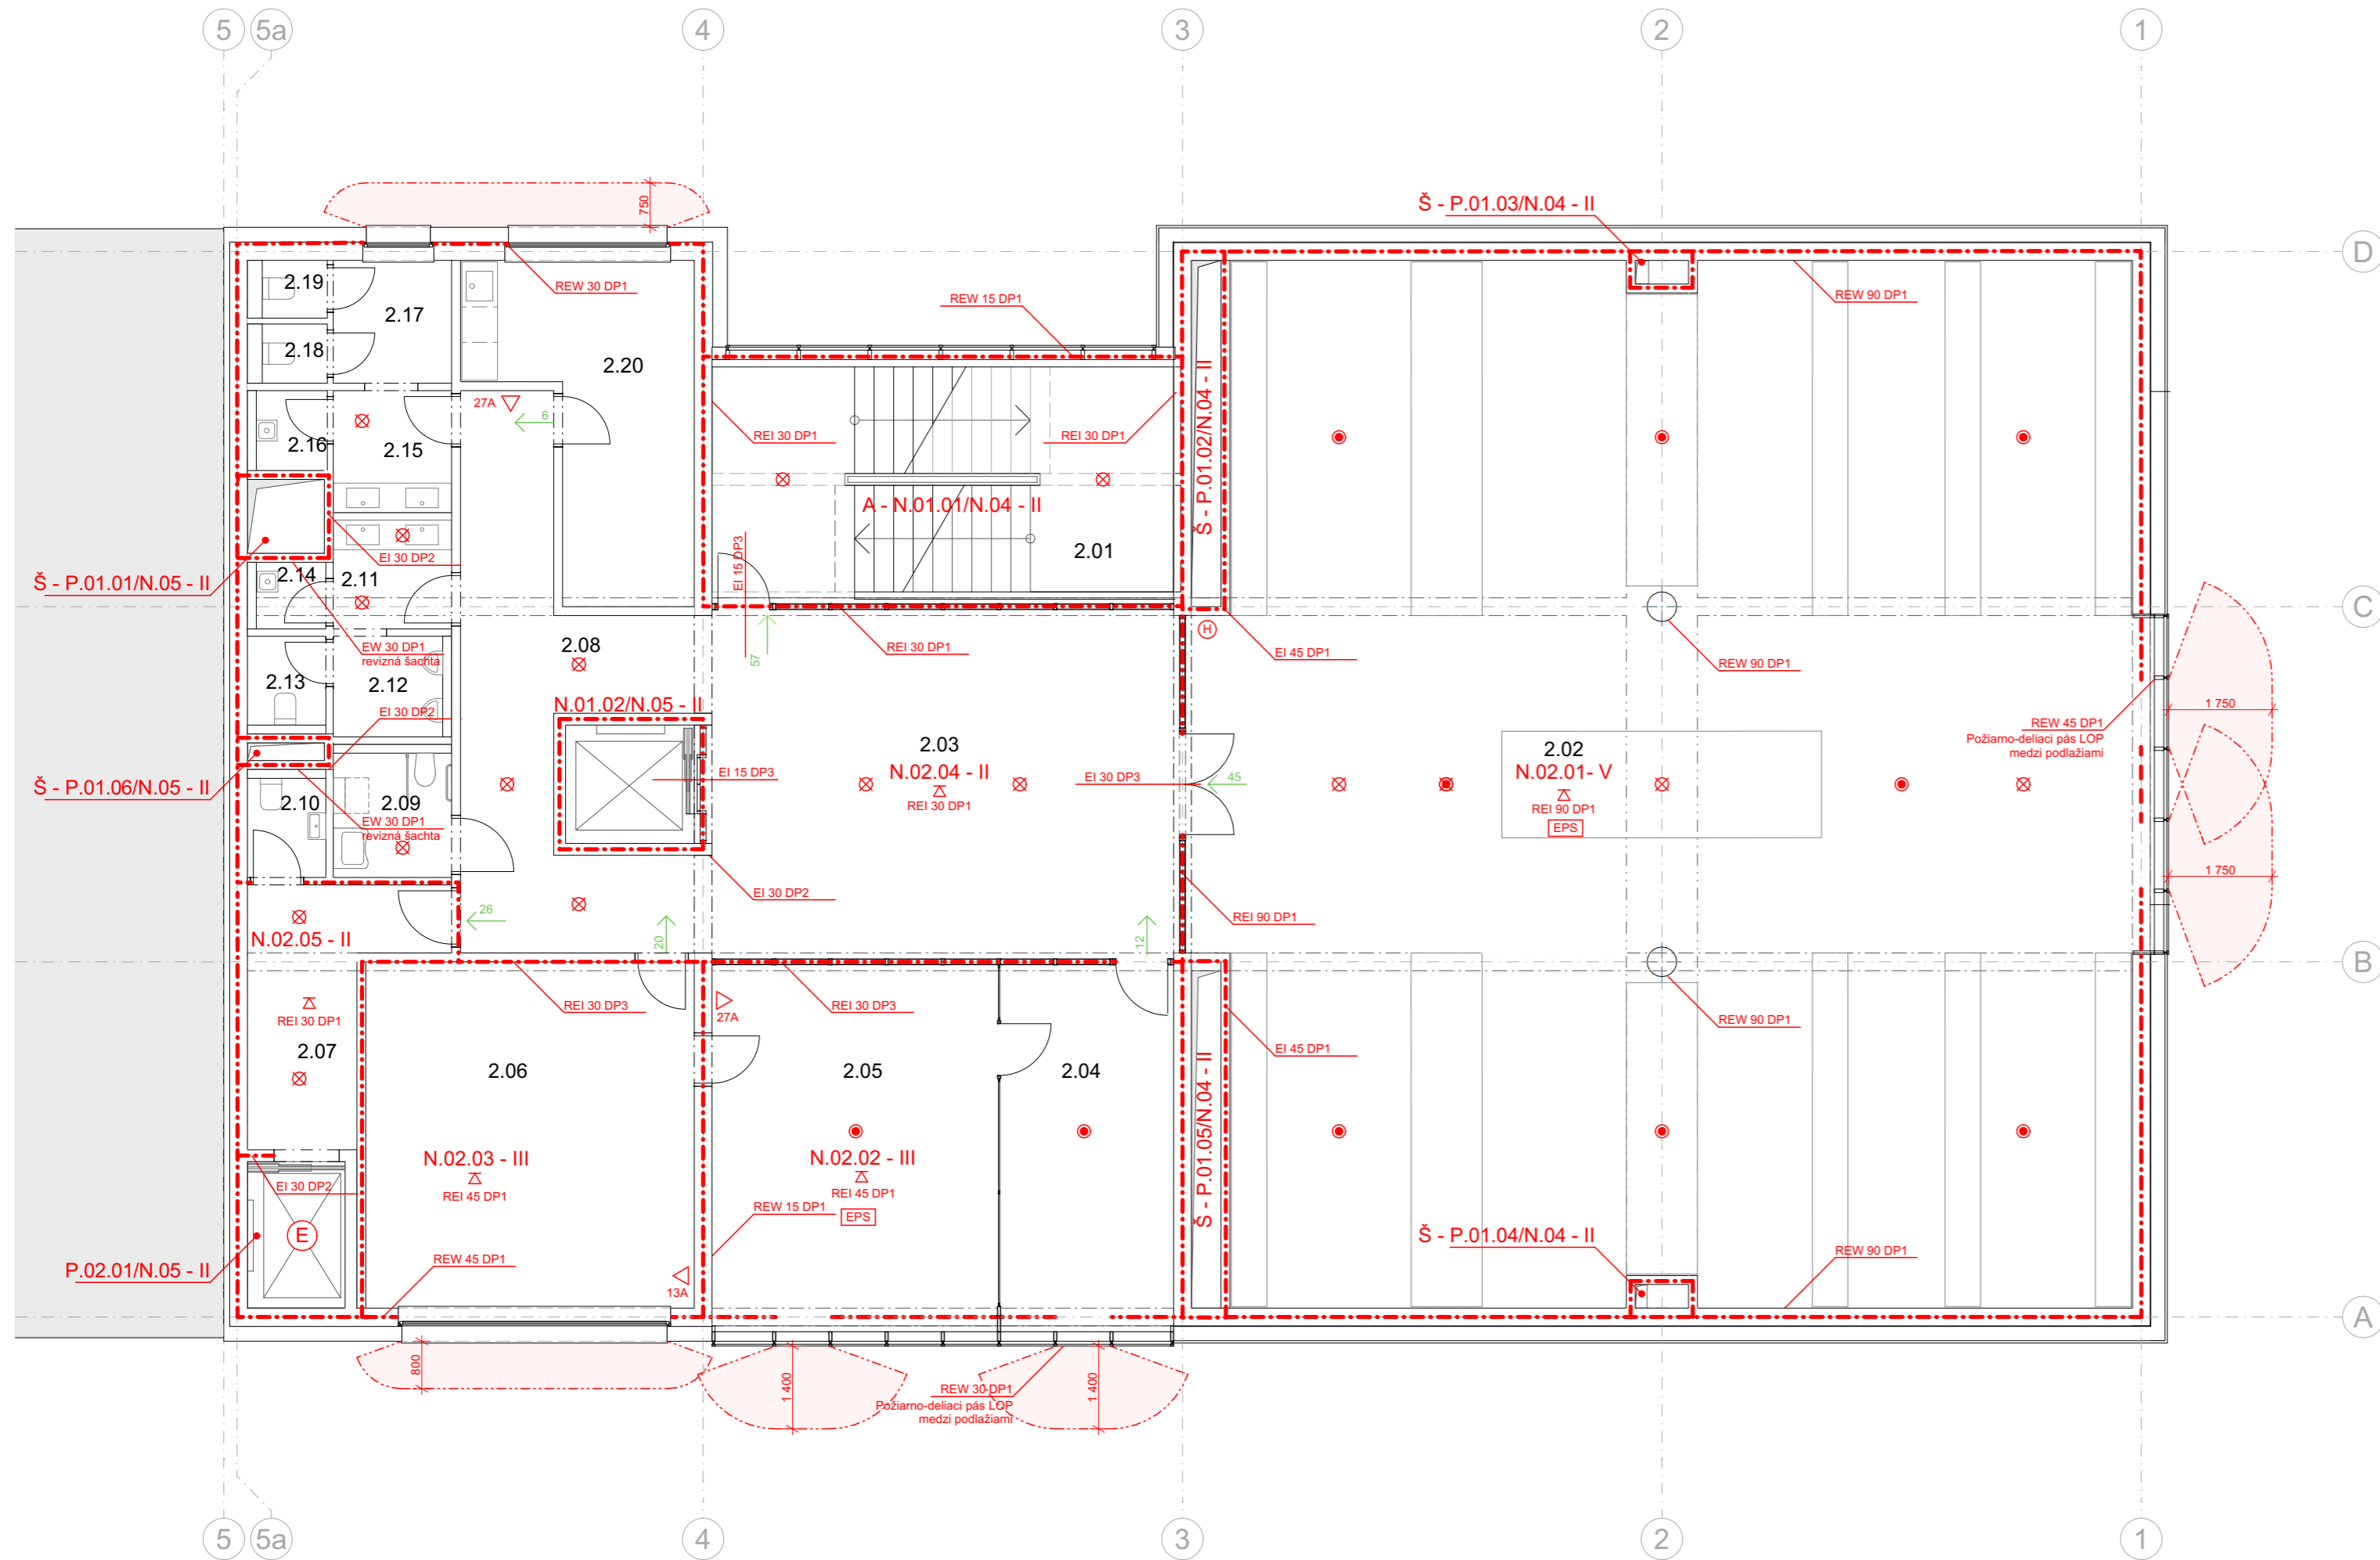 5
5a
4
3
2
1
Š - P.01.03/N.04 - II
750
D
REW 30 DP1
REW 15 DP1
REW 90 DP1
2.19
2.17
2.18
2.20
27A
6
2.16
2.15
REI 30 DP1
REI 30 DP1
Š - P.01.02/N.04 - II
A - N.01.01/N.04 - II
EI 15 DP3
2.01
EI 30 DP2
Š - P.01.01/N.05 - II
2.14
2.11
C
H
57
2.08
EW 30 DP1
revizná šachta
REI 30 DP1
EI 45 DP1
REW 90 DP1
2.13
2.12
EI 30 DP2
N.01.02/N.05 - II
1 750
REW 45 DP1
Požiarno-deliaci pás LOP
medzi podlažiami
2.03
N.02.04 - II
REI 30 DP1
EI 15 DP3
EI 30 DP3
45
2.02
N.02.01- V
REI 90 DP1
EPS
Š - P.01.06/N.05 - II
2.10
2.09
EW 30 DP1
revizná šachta
1 750
EI 30 DP2
REI 90 DP1
26
20
12
N.02.05 - II
B
REI 30 DP1
REI 30 DP3
27A
REI 30 DP3
REW 90 DP1
2.07
EI 45 DP1
2.06
2.05
2.04
N.02.03 - III
REI 45 DP1
N.02.02 - III
REI 45 DP1
EPS
Š - P.01.05/N.04 - II
EI 30 DP2
REW 15 DP1
E
P.02.01/N.05 - II
REW 45 DP1
13A
Š - P.01.04/N.04 - II
REW 90 DP1
A
800
1 400
1 400
REW 30 DP1
Požiarno-deliaci pás LOP
medzi podlažiami
5
5a
4
3
2
1